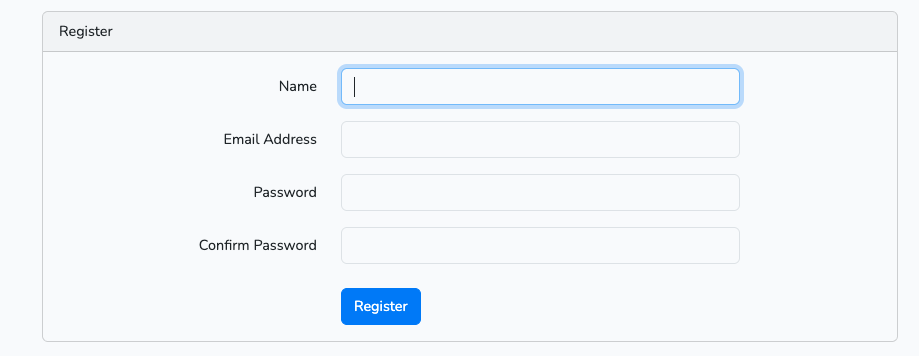 Register
Name
Email Address
Password
Confirm Password
Register